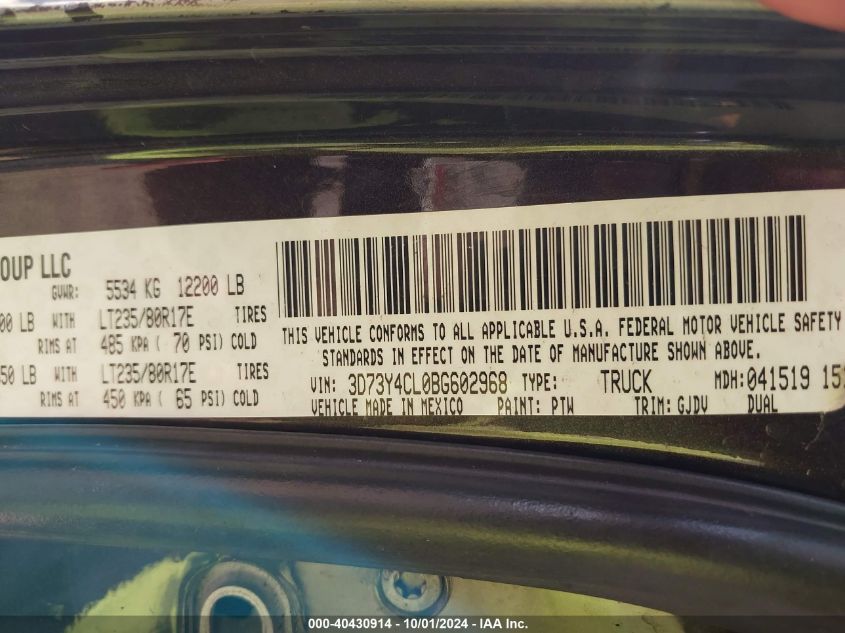 OUP LLC
GVWR: 5534 KG 12200 LB
00 LB WITH LT235/80R17E TIRES
RIMS AT 485 KPA ( 70 PSI) COLD
50 LB WITH LT235/80R17E TIRES
RIMS AT 450 KPA ( 65 PSI) COLD
THIS VEHICLE CONFORMS TO ALL APPLICABLE U.S.A. FEDERAL MOTOR VEHICLE SAFETY
STANDARDS IN EFFECT ON THE DATE OF MANUFACTURE SHOWN ABOVE.
VIN: 3D73Y4CL0BG602968 TYPE: TRUCK MDH:041519 151
VEHICLE MADE IN MEXICO PAINT: PTW TRIM: GJDV DUAL
000-40430914 - 10/01/2024 - IAA Inc.